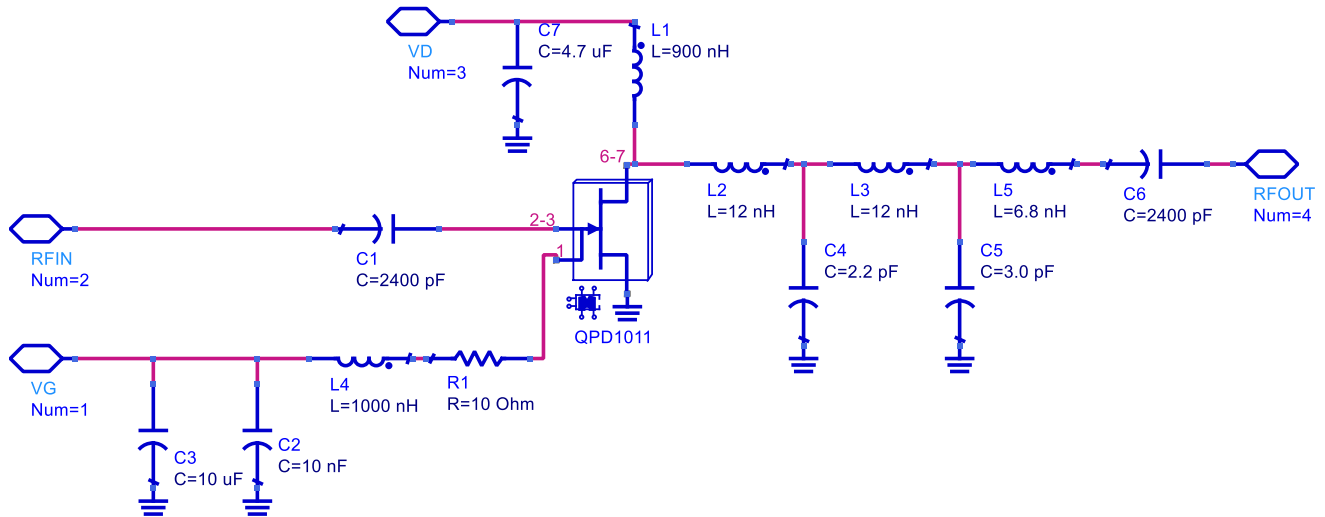 C7
C=4.7 uF
L1
L=900 nH
VD
Num=3
6-7
L2
L=12 nH
L3
L=12 nH
L5
L=6.8 nH
C6
C=2400 pF
RFOUT
Num=4
2-3
1
RFIN
Num=2
C1
C=2400 pF
C4
C=2.2 pF
C5
C=3.0 pF
QPD1011
VG
Num=1
L4
L=1000 nH
R1
R=10 Ohm
C3
C=10 uF
C2
C=10 nF